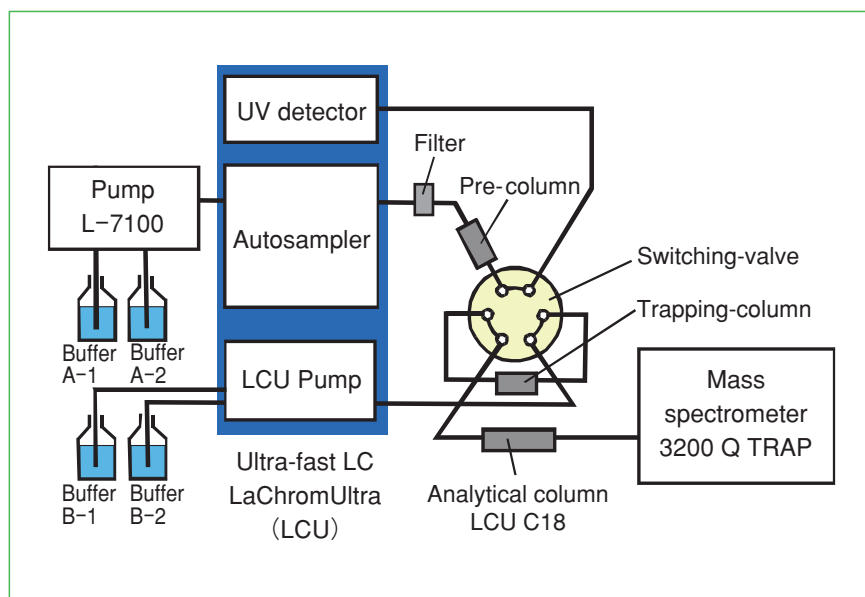 UV detector
Filter
Pump
L-7100
Autosampler
Pre-column
Switching-valve
Trapping-column
Buffer
A-1
Buffer
A-2
LCU Pump
Mass
spectrometer
3200 Q TRAP
Buffer
B-1
Buffer
B-2
Ultra-fast LC
LaChromUltra
(LCU)
Analytical column
LCU C18